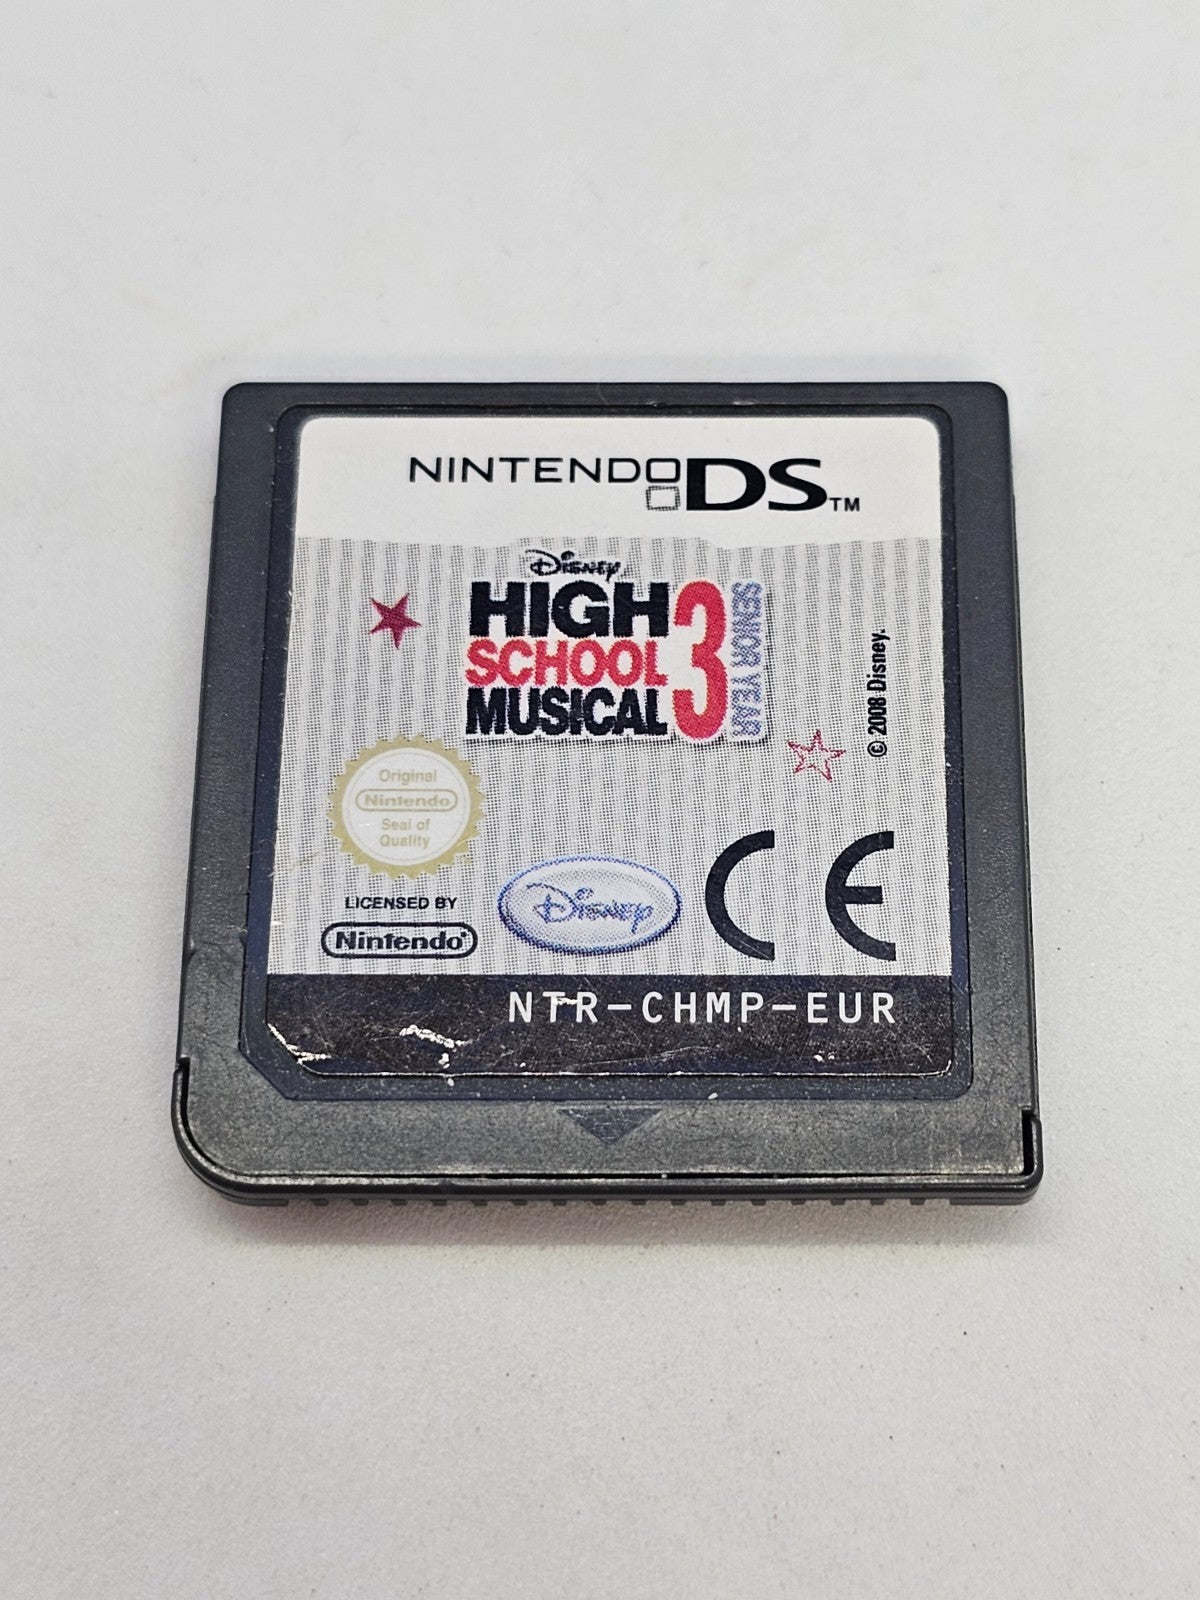 NINTENDO DS™
Disney
HIGH
SCHOOL
MUSICAL
3
SENIOR YEAR
© 2008 Disney.
Original
Nintendo
Seal of
Quality
LICENSED BY
Nintendo®
Disney
CE
NTR-CHMP-EUR